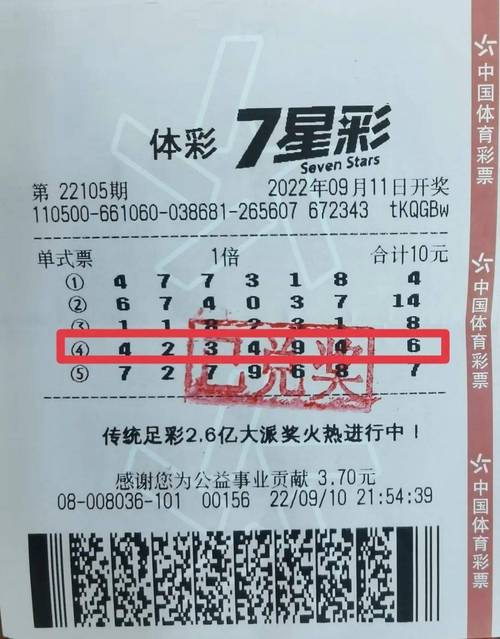 体彩 7星彩
Seven Stars
第 22105期 2022年09月11日开奖
110500-661060-038681-265607 672343 tKQGBw
单式票 1倍 合计10元
① 4 7 7 3 1 8 4
② 6 7 4 0 3 7 14
③ 1 1 8 2 3 1 8
④ 4 2 3 4 9 4 6
⑤ 7 2 7 9 6 8 7
已兑奖
传统足彩2.6亿大派奖火热进行中！
感谢您为公益事业贡献 3.70元
08-008036-101 00156 22/09/10 21:54:39
中国体育彩票
中国体育彩票
中国体育彩票